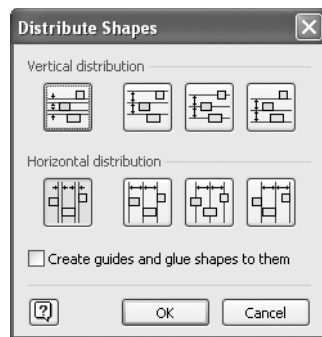 Distribute Shapes
Vertical distribution
Horizontal distribution
Create guides and glue shapes to them
OK
Cancel